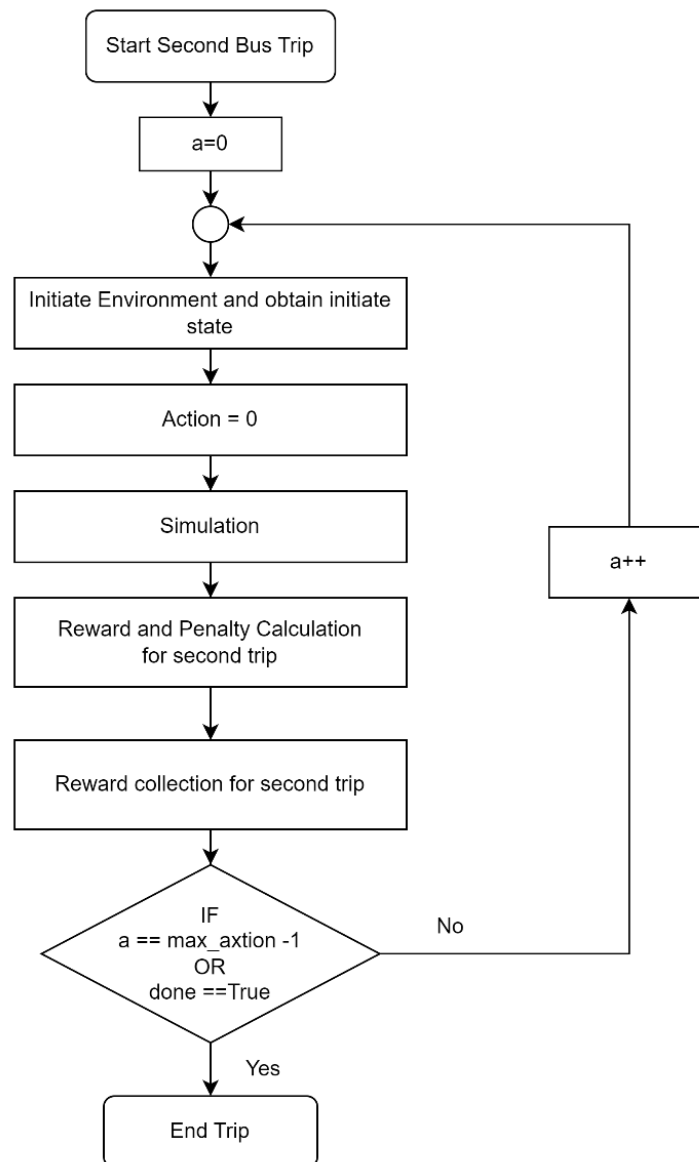 Start Second Bus Trip
a=0
Initiate Environment and obtain initiate
state
Action = 0
Simulation
a++
Reward and Penalty Calculation
for second trip
Reward collection for second trip
IF
a == max_axtion -1
OR
done ==True
No
Yes
End Trip